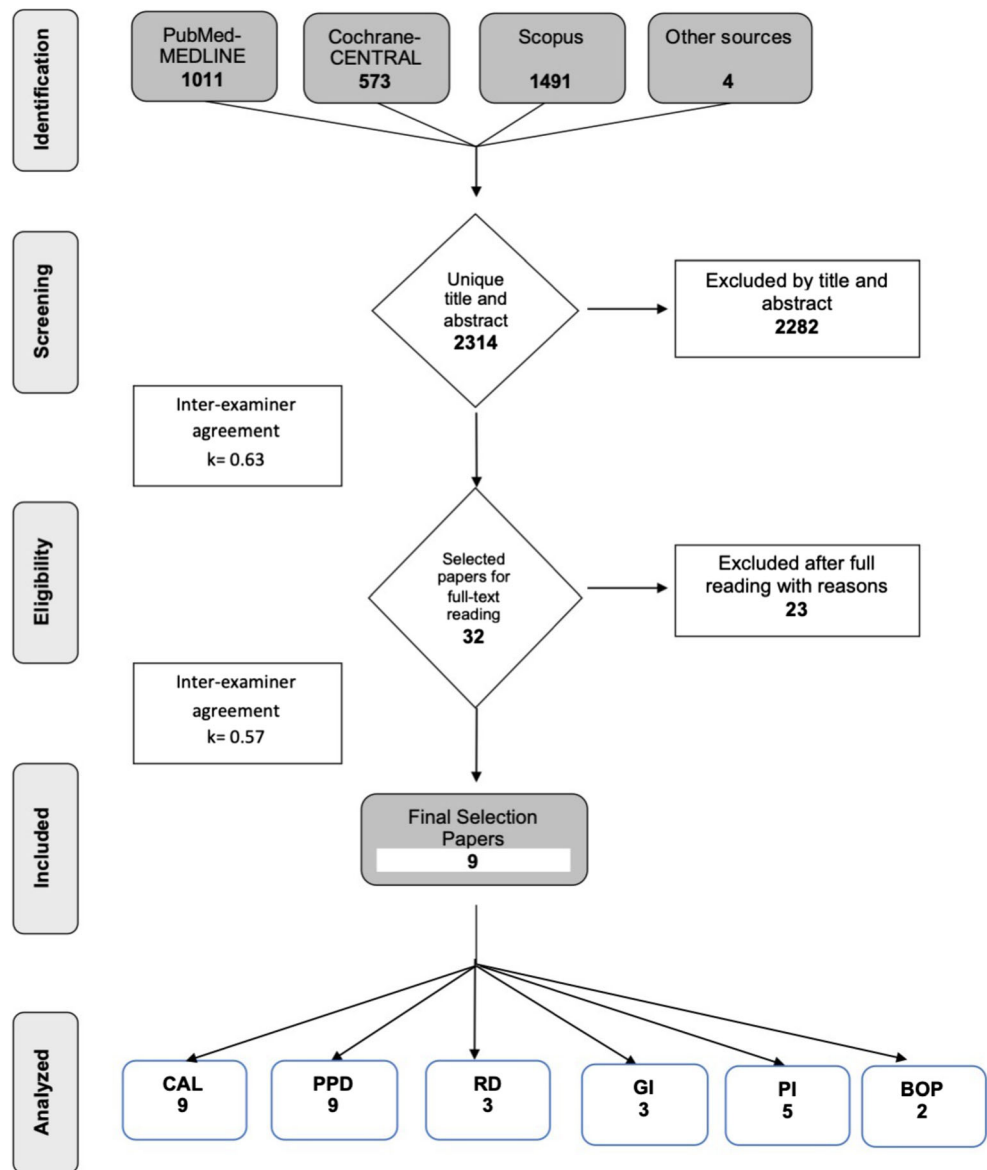 Identification
PubMed-
MEDLINE
1011
Cochrane-
CENTRAL
573
Scopus
1491
Other sources
4
Screening
Unique
title and
abstract
2314
Excluded by title and
abstract
2282
Inter-examiner
agreement
k= 0.63
Eligibility
Selected
papers for
full-text
reading
32
Excluded after full
reading with reasons
23
Inter-examiner
agreement
k= 0.57
Included
Final Selection
Papers
9
Analyzed
CAL
9
PPD
9
RD
3
GI
3
PI
5
BOP
2